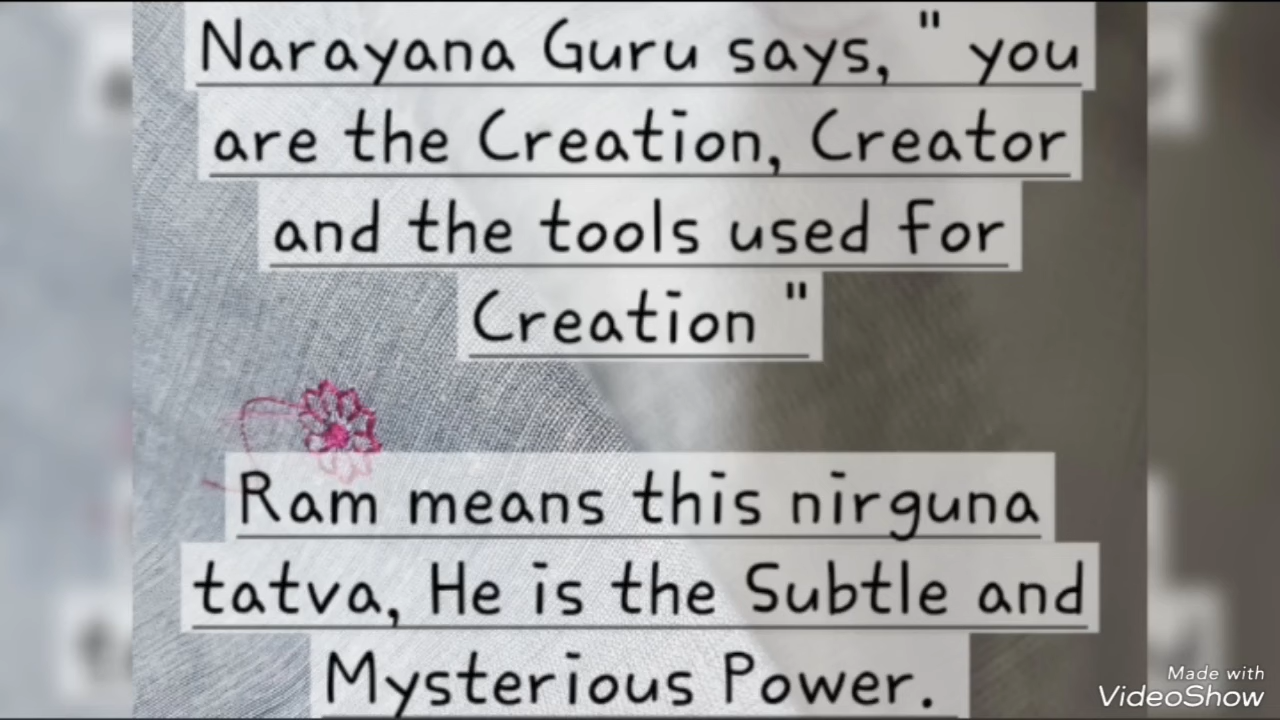 Narayana Guru says, " you
are the Creation, Creator
and the tools used for
Creation "
Ram means this nirguna
tatva, He is the Subtle and
Mysterious Power.
Made with
VideoShow